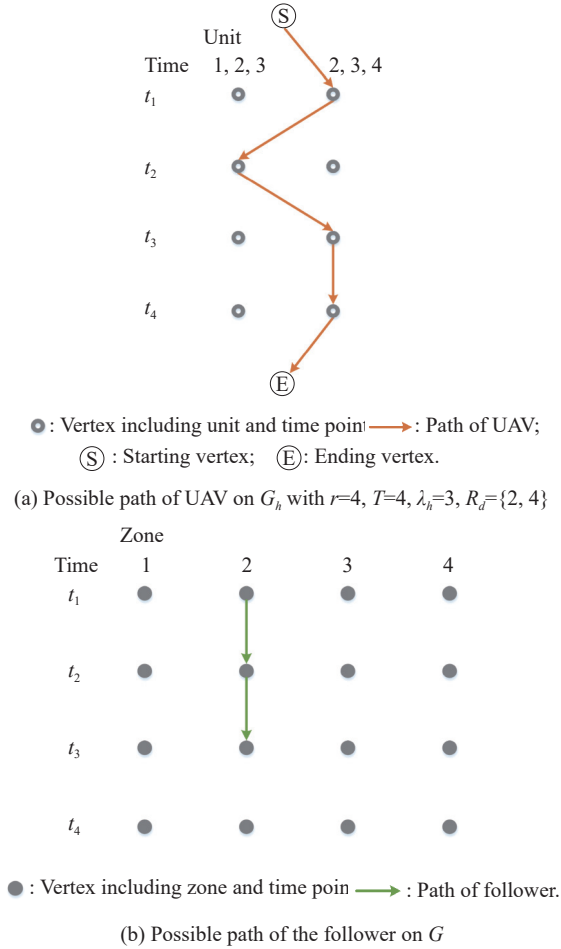 S
Unit
Time 1, 2, 3 2, 3, 4
t₁
t₂
t₃
t₄
E
: Vertex including unit and time poin : Path of UAV;
S : Starting vertex; E : Ending vertex.
(a) Possible path of UAV on Gₕ with r=4, T=4, λₕ=3, R_d={2, 4}
Zone
Time 1 2 3 4
t₁
t₂
t₃
t₄
: Vertex including zone and time poin : Path of follower.
(b) Possible path of the follower on G